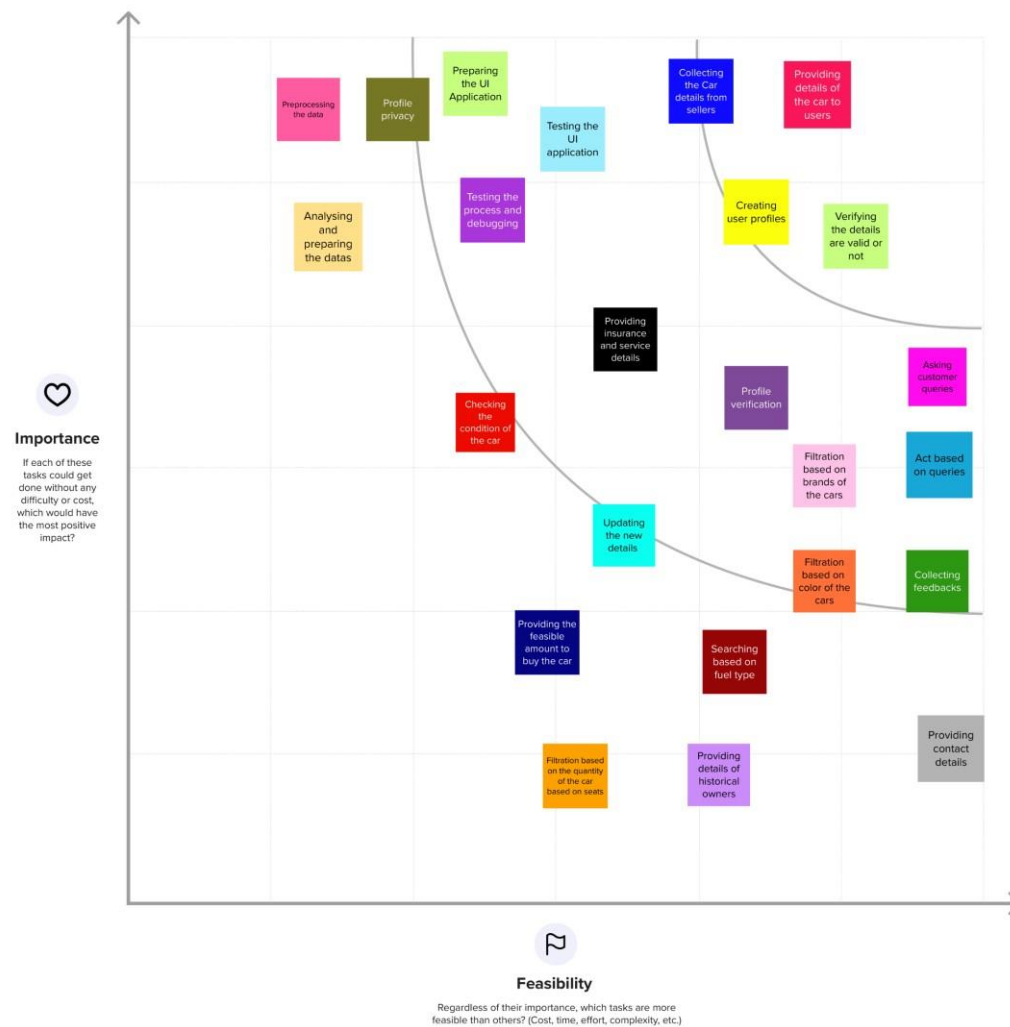 Preparing
the UI
Application
Collecting
the Car
details from
sellers
Providing
details of
the car to
users
Preprocessing
the data
Profile
privacy
Testing the
UI
application
Testing the
process and
debugging
Creating
user profiles
Verifying
the details
are valid or
not
Analysing
and
preparing
the datas
Providing
insurance
and service
details
Asking
customer
queries
Profile
verification
Checking
the
condition of
the car
Filtration
based on
brands of
the cars
Act based
on queries
Importance
If each of these
tasks could get
done without any
difficulty or cost,
which would have
the most positive
impact?
Updating
the new
details
Filtration
based on
color of the
cars
Collecting
feedbacks
Providing the
feasible
amount to
buy the car
Searching
based on
fuel type
Providing
contact
details
Filtration based
on the quantity
of the car
based on seats
Providing
details of
historical
owners
Feasibility
Regardless of their importance, which tasks are more
feasible than others? (Cost, time, effort, complexity, etc.)